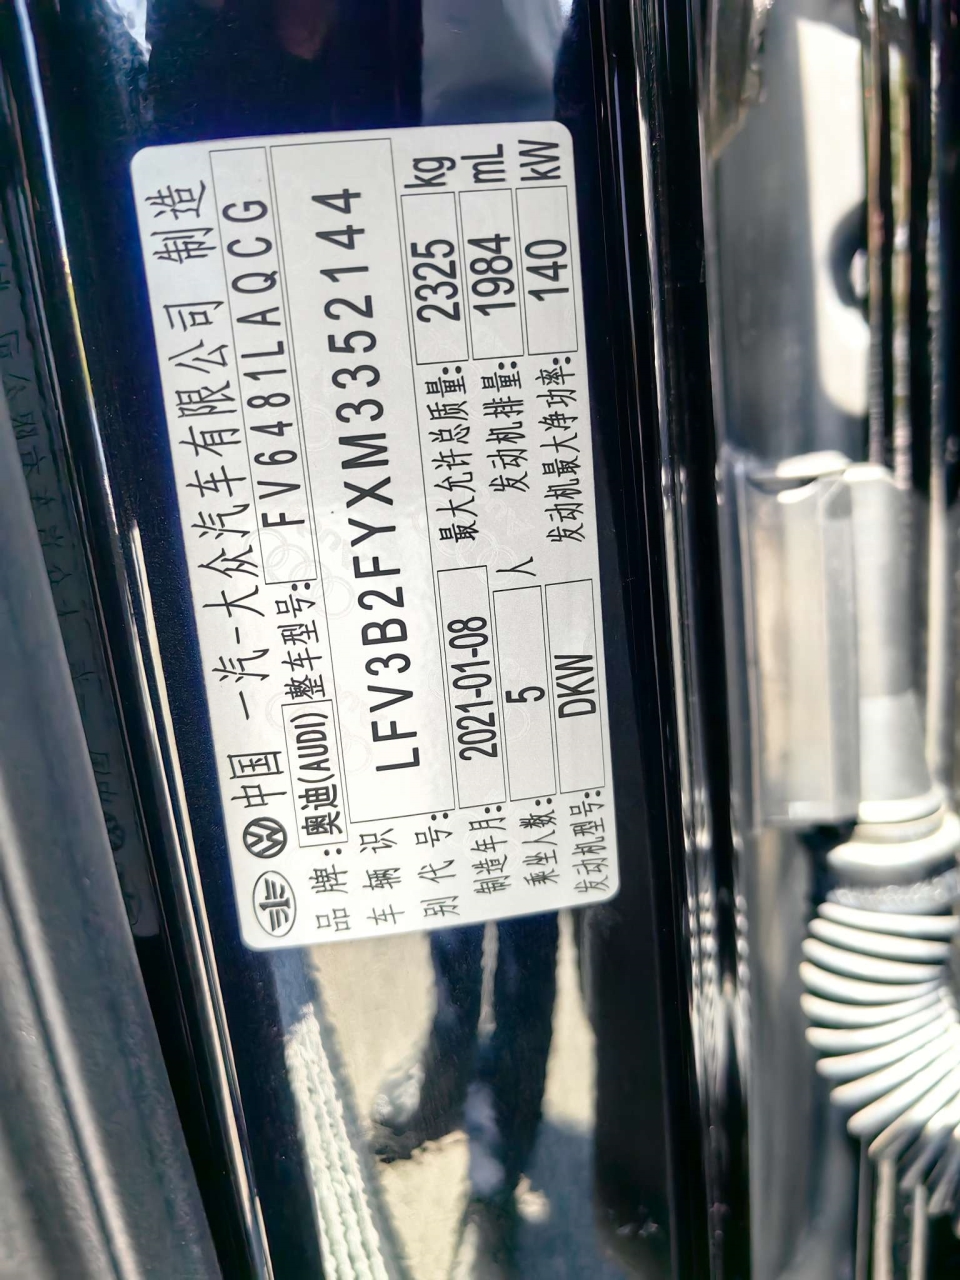 中国 一汽-大众汽车有限公司 制造
品牌: 奥迪(AUDI) 整车型号: FV6481LAQCG
车辆识别代号: LFV3B2FYXM3352144
制造年月: 2021-01-08 最大允许总质量: 2325 kg
乘坐人数: 5 人 发动机排量: 1984 mL
发动机型号: DKW 发动机最大净功率: 140 kW